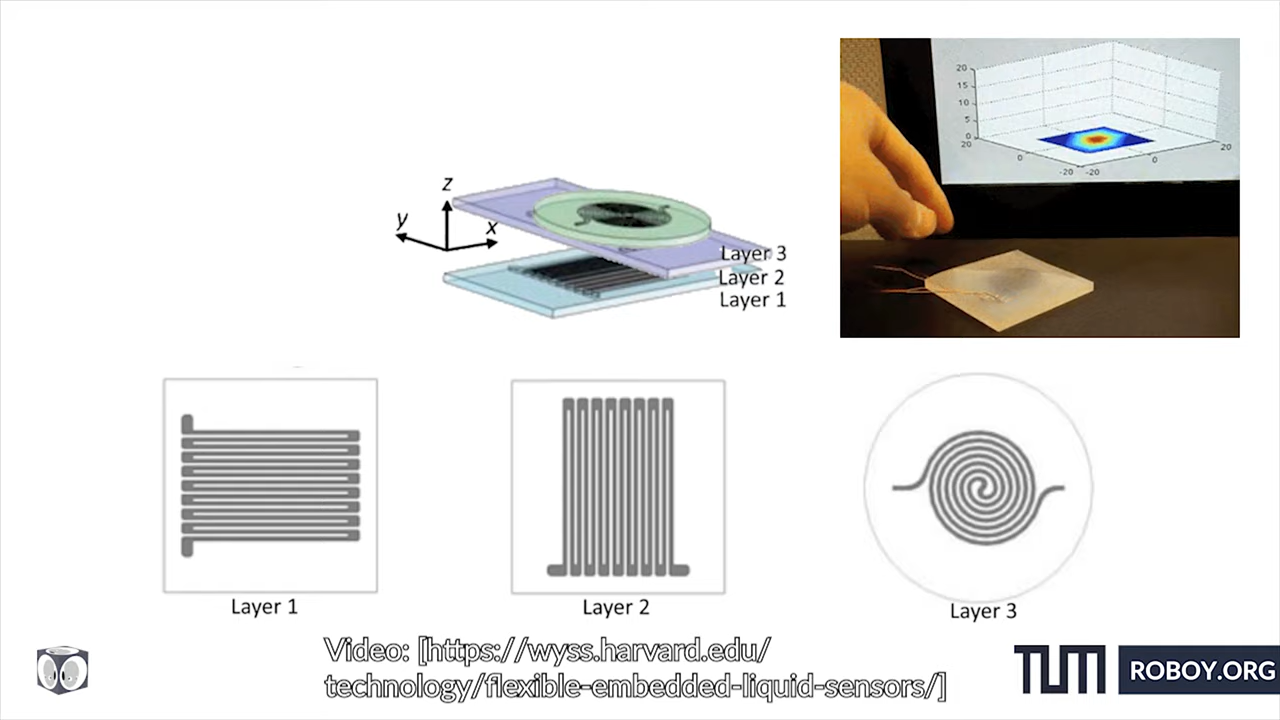 20
15
10
5
0
20
0
-20
-20
0
20
z
y
x
Layer 3
Layer 2
Layer 1
Layer 1
Layer 2
Layer 3
Video: [https://wyss.harvard.edu/
technology/flexible-embedded-liquid-sensors/]
TUM
ROBOY.ORG